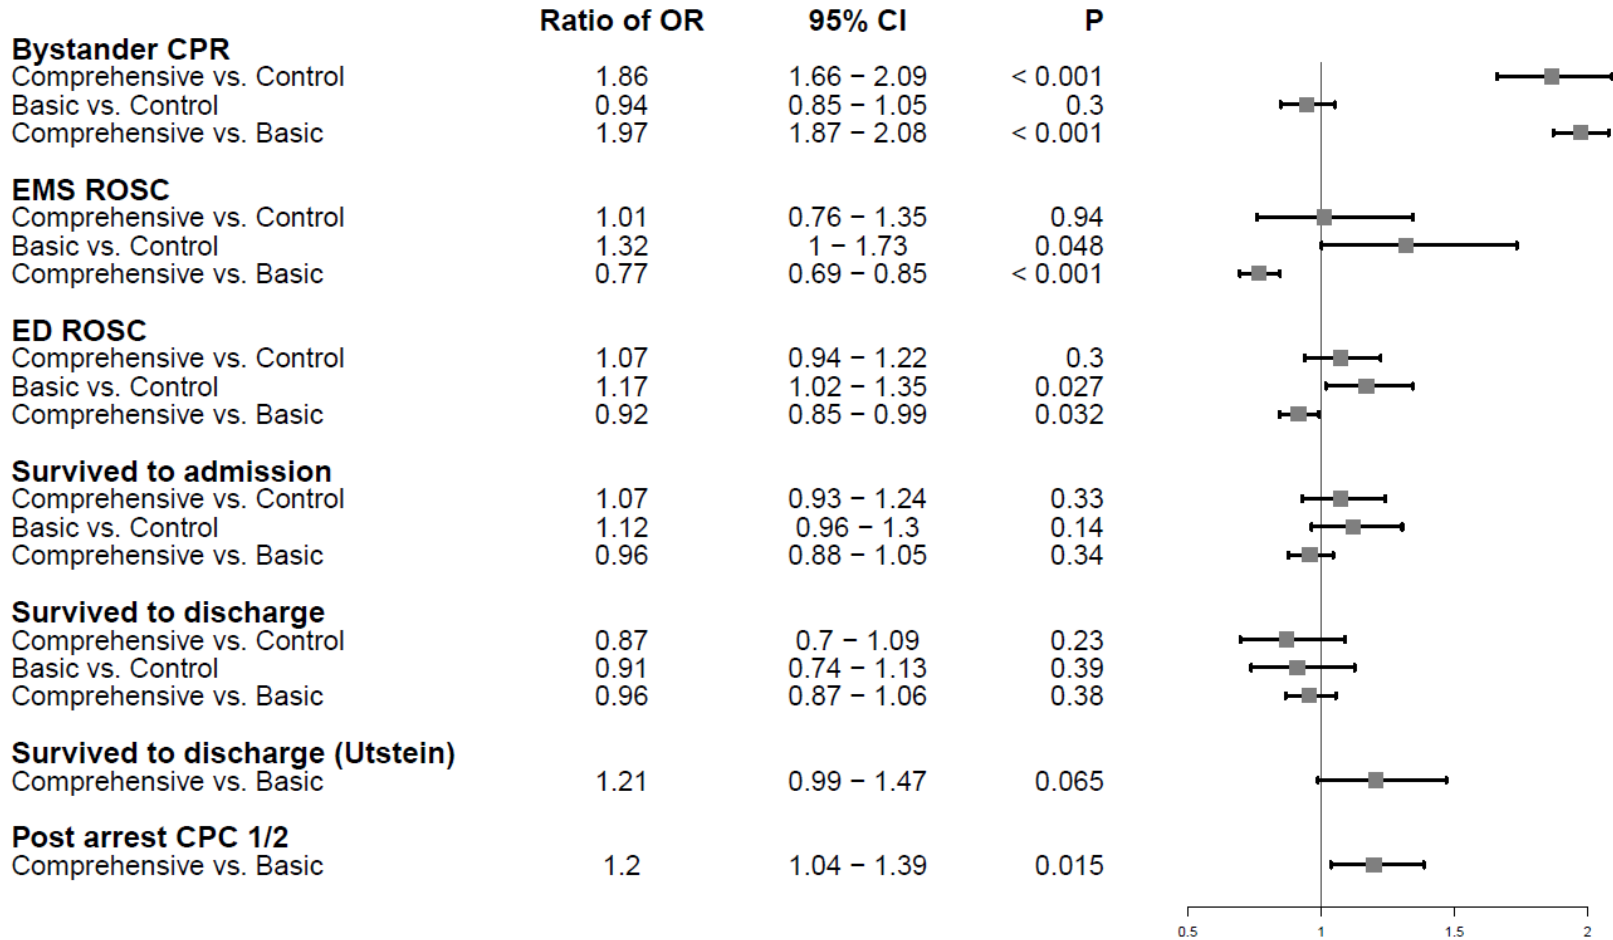 Ratio of OR 95% CI P
Bystander CPR
Comprehensive vs. Control 1.86 1.66 − 2.09 < 0.001
Basic vs. Control 0.94 0.85 − 1.05 0.3
Comprehensive vs. Basic 1.97 1.87 − 2.08 < 0.001
EMS ROSC
Comprehensive vs. Control 1.01 0.76 − 1.35 0.94
Basic vs. Control 1.32 1 − 1.73 0.048
Comprehensive vs. Basic 0.77 0.69 − 0.85 < 0.001
ED ROSC
Comprehensive vs. Control 1.07 0.94 − 1.22 0.3
Basic vs. Control 1.17 1.02 − 1.35 0.027
Comprehensive vs. Basic 0.92 0.85 − 0.99 0.032
Survived to admission
Comprehensive vs. Control 1.07 0.93 − 1.24 0.33
Basic vs. Control 1.12 0.96 − 1.3 0.14
Comprehensive vs. Basic 0.96 0.88 − 1.05 0.34
Survived to discharge
Comprehensive vs. Control 0.87 0.7 − 1.09 0.23
Basic vs. Control 0.91 0.74 − 1.13 0.39
Comprehensive vs. Basic 0.96 0.87 − 1.06 0.38
Survived to discharge (Utstein)
Comprehensive vs. Basic 1.21 0.99 − 1.47 0.065
Post arrest CPC 1/2
Comprehensive vs. Basic 1.2 1.04 − 1.39 0.015
0.5 1 1.5 2